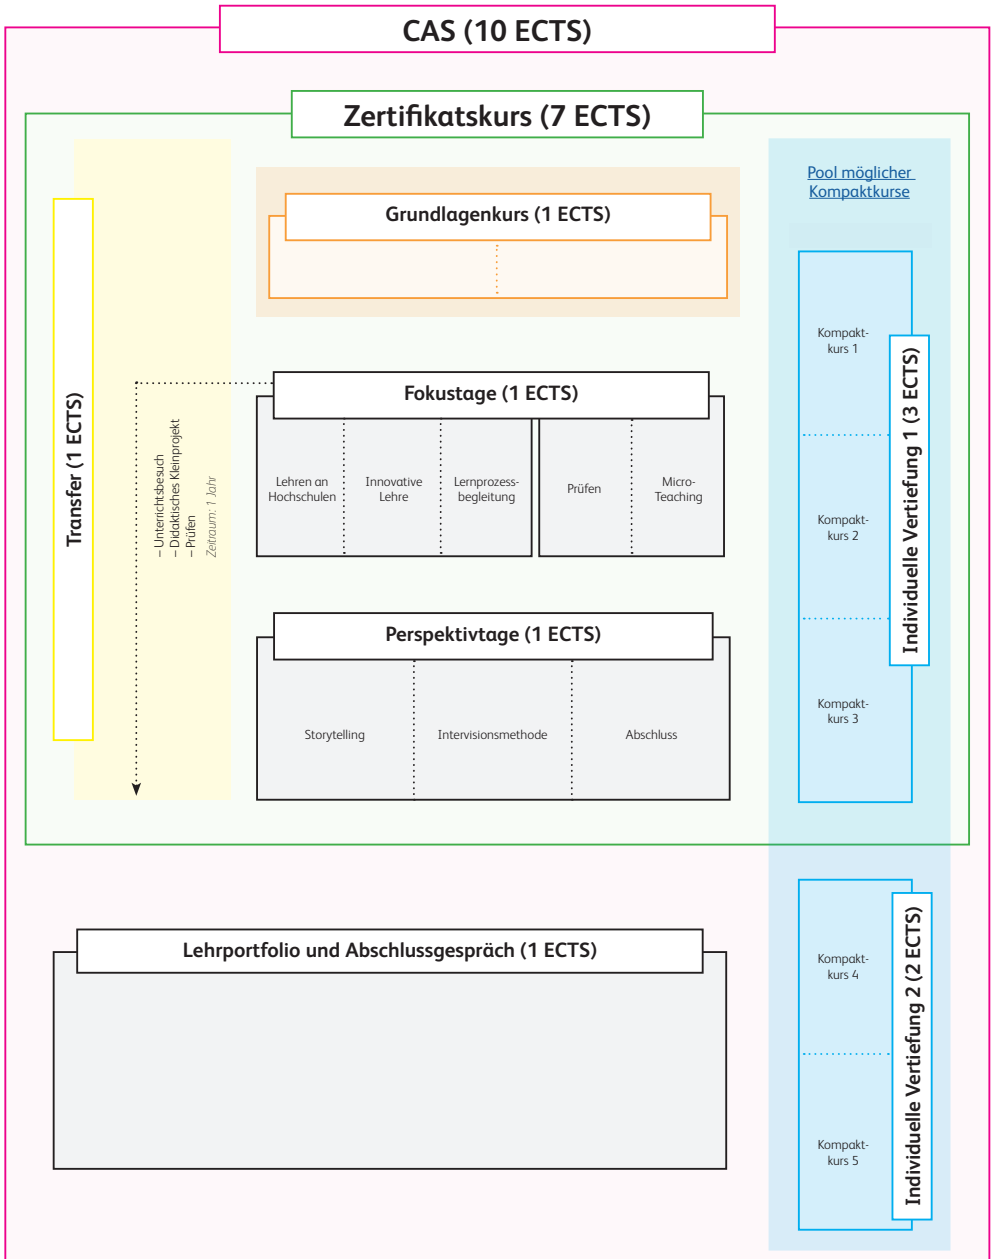 CAS (10 ECTS)
Zertifikatskurs (7 ECTS)
Pool möglicher
Kompaktkurse
Grundlagenkurs (1 ECTS)
Transfer (1 ECTS)
– Unterrichtsbesuch
– Didaktisches Kleinprojekt
– Prüfen
Zeitraum: 1 Jahr
Fokustage (1 ECTS)
Lehren an
Hochschulen
Innovative
Lehre
Lernprozess-
begleitung
Prüfen
Micro-
Teaching
Perspektivtage (1 ECTS)
Storytelling
Intervisionsmethode
Abschluss
Kompakt-
kurs 1
Kompakt-
kurs 2
Kompakt-
kurs 3
Individuelle Vertiefung 1 (3 ECTS)
Lehrportfolio und Abschlussgespräch (1 ECTS)
Kompakt-
kurs 4
Kompakt-
kurs 5
Individuelle Vertiefung 2 (2 ECTS)